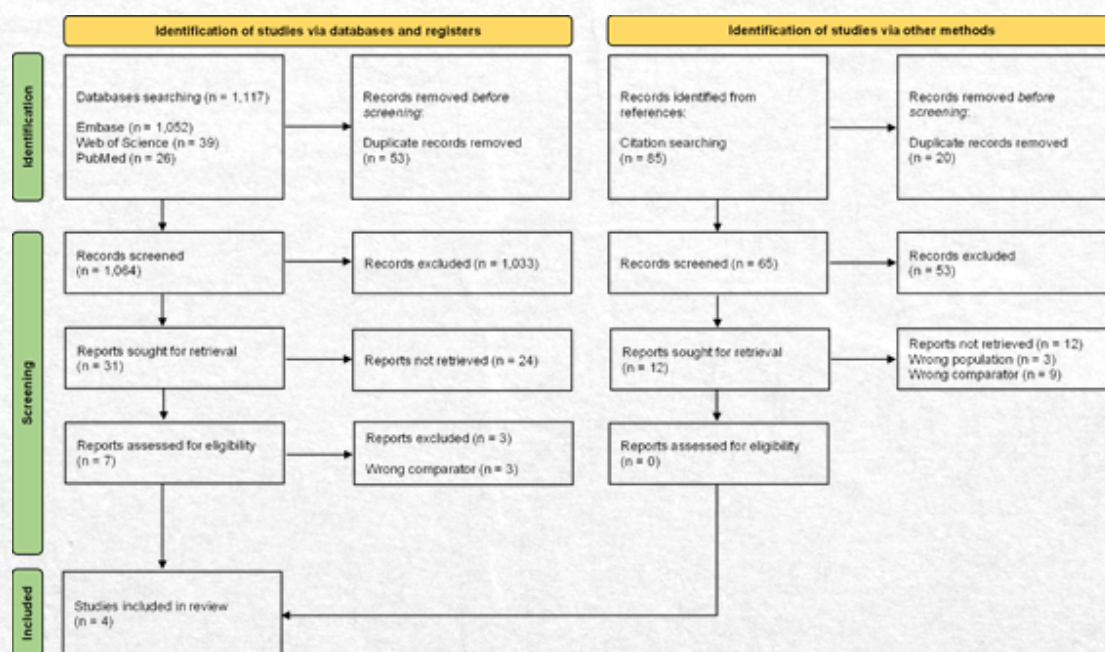 Identification of studies via databases and registers
Identification of studies via other methods
Identification
Databases searching (n = 1,117)
Embase (n = 1,052)
Web of Science (n = 39)
PubMed (n = 26)
Records removed before
screening:
Duplicate records removed
(n = 53)
Records identified from
references:
Citation searching
(n = 85)
Records removed before
screening:
Duplicate records removed
(n = 20)
Screening
Records screened
(n = 1,064)
Records excluded (n = 1,033)
Records screened (n = 65)
Records excluded
(n = 53)
Reports sought for retrieval
(n = 31)
Reports not retrieved (n = 24)
Reports sought for retrieval
(n = 12)
Reports not retrieved (n = 12)
Wrong population (n = 3)
Wrong comparator (n = 9)
Reports assessed for eligibility
(n = 7)
Reports excluded (n = 3)
Wrong comparator (n = 3)
Reports assessed for eligibility
(n = 0)
Included
Studies included in review
(n = 4)